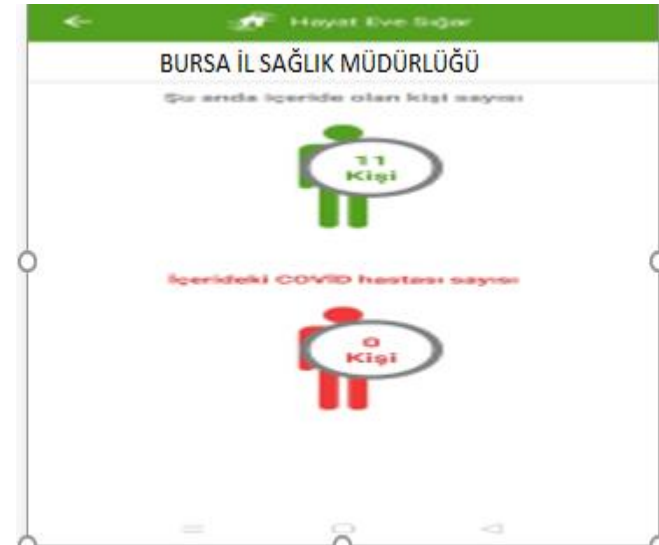 Hayat Eve Sığar
BURSA İL SAĞLIK MÜDÜRLÜĞÜ
Şu anda içeride olan kişi sayısı
11
Kişi
İçerideki COVİD hastası sayısı
0
Kişi